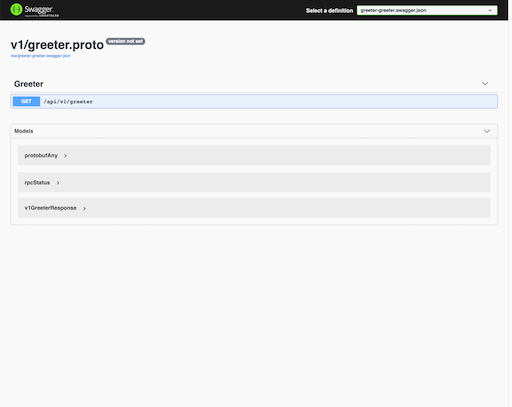 Swagger
Supported by SMARTBEAR
Select a definition
greeter-greeter.swagger.json
v1/greeter.proto
version not set
/sw/greeter-greeter.swagger.json
Greeter
GET /api/v1/greeter
Models
protobufAny
rpcStatus
v1GreeterResponse